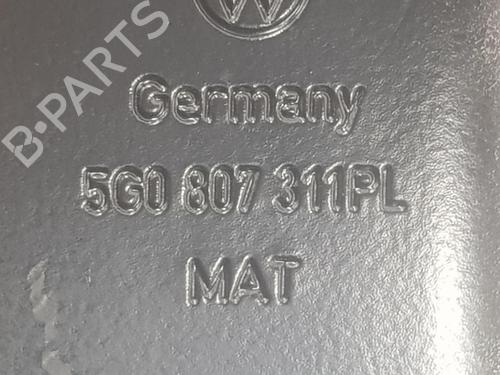 B-PARTS
Germany
5G0 807 311PL
MAT